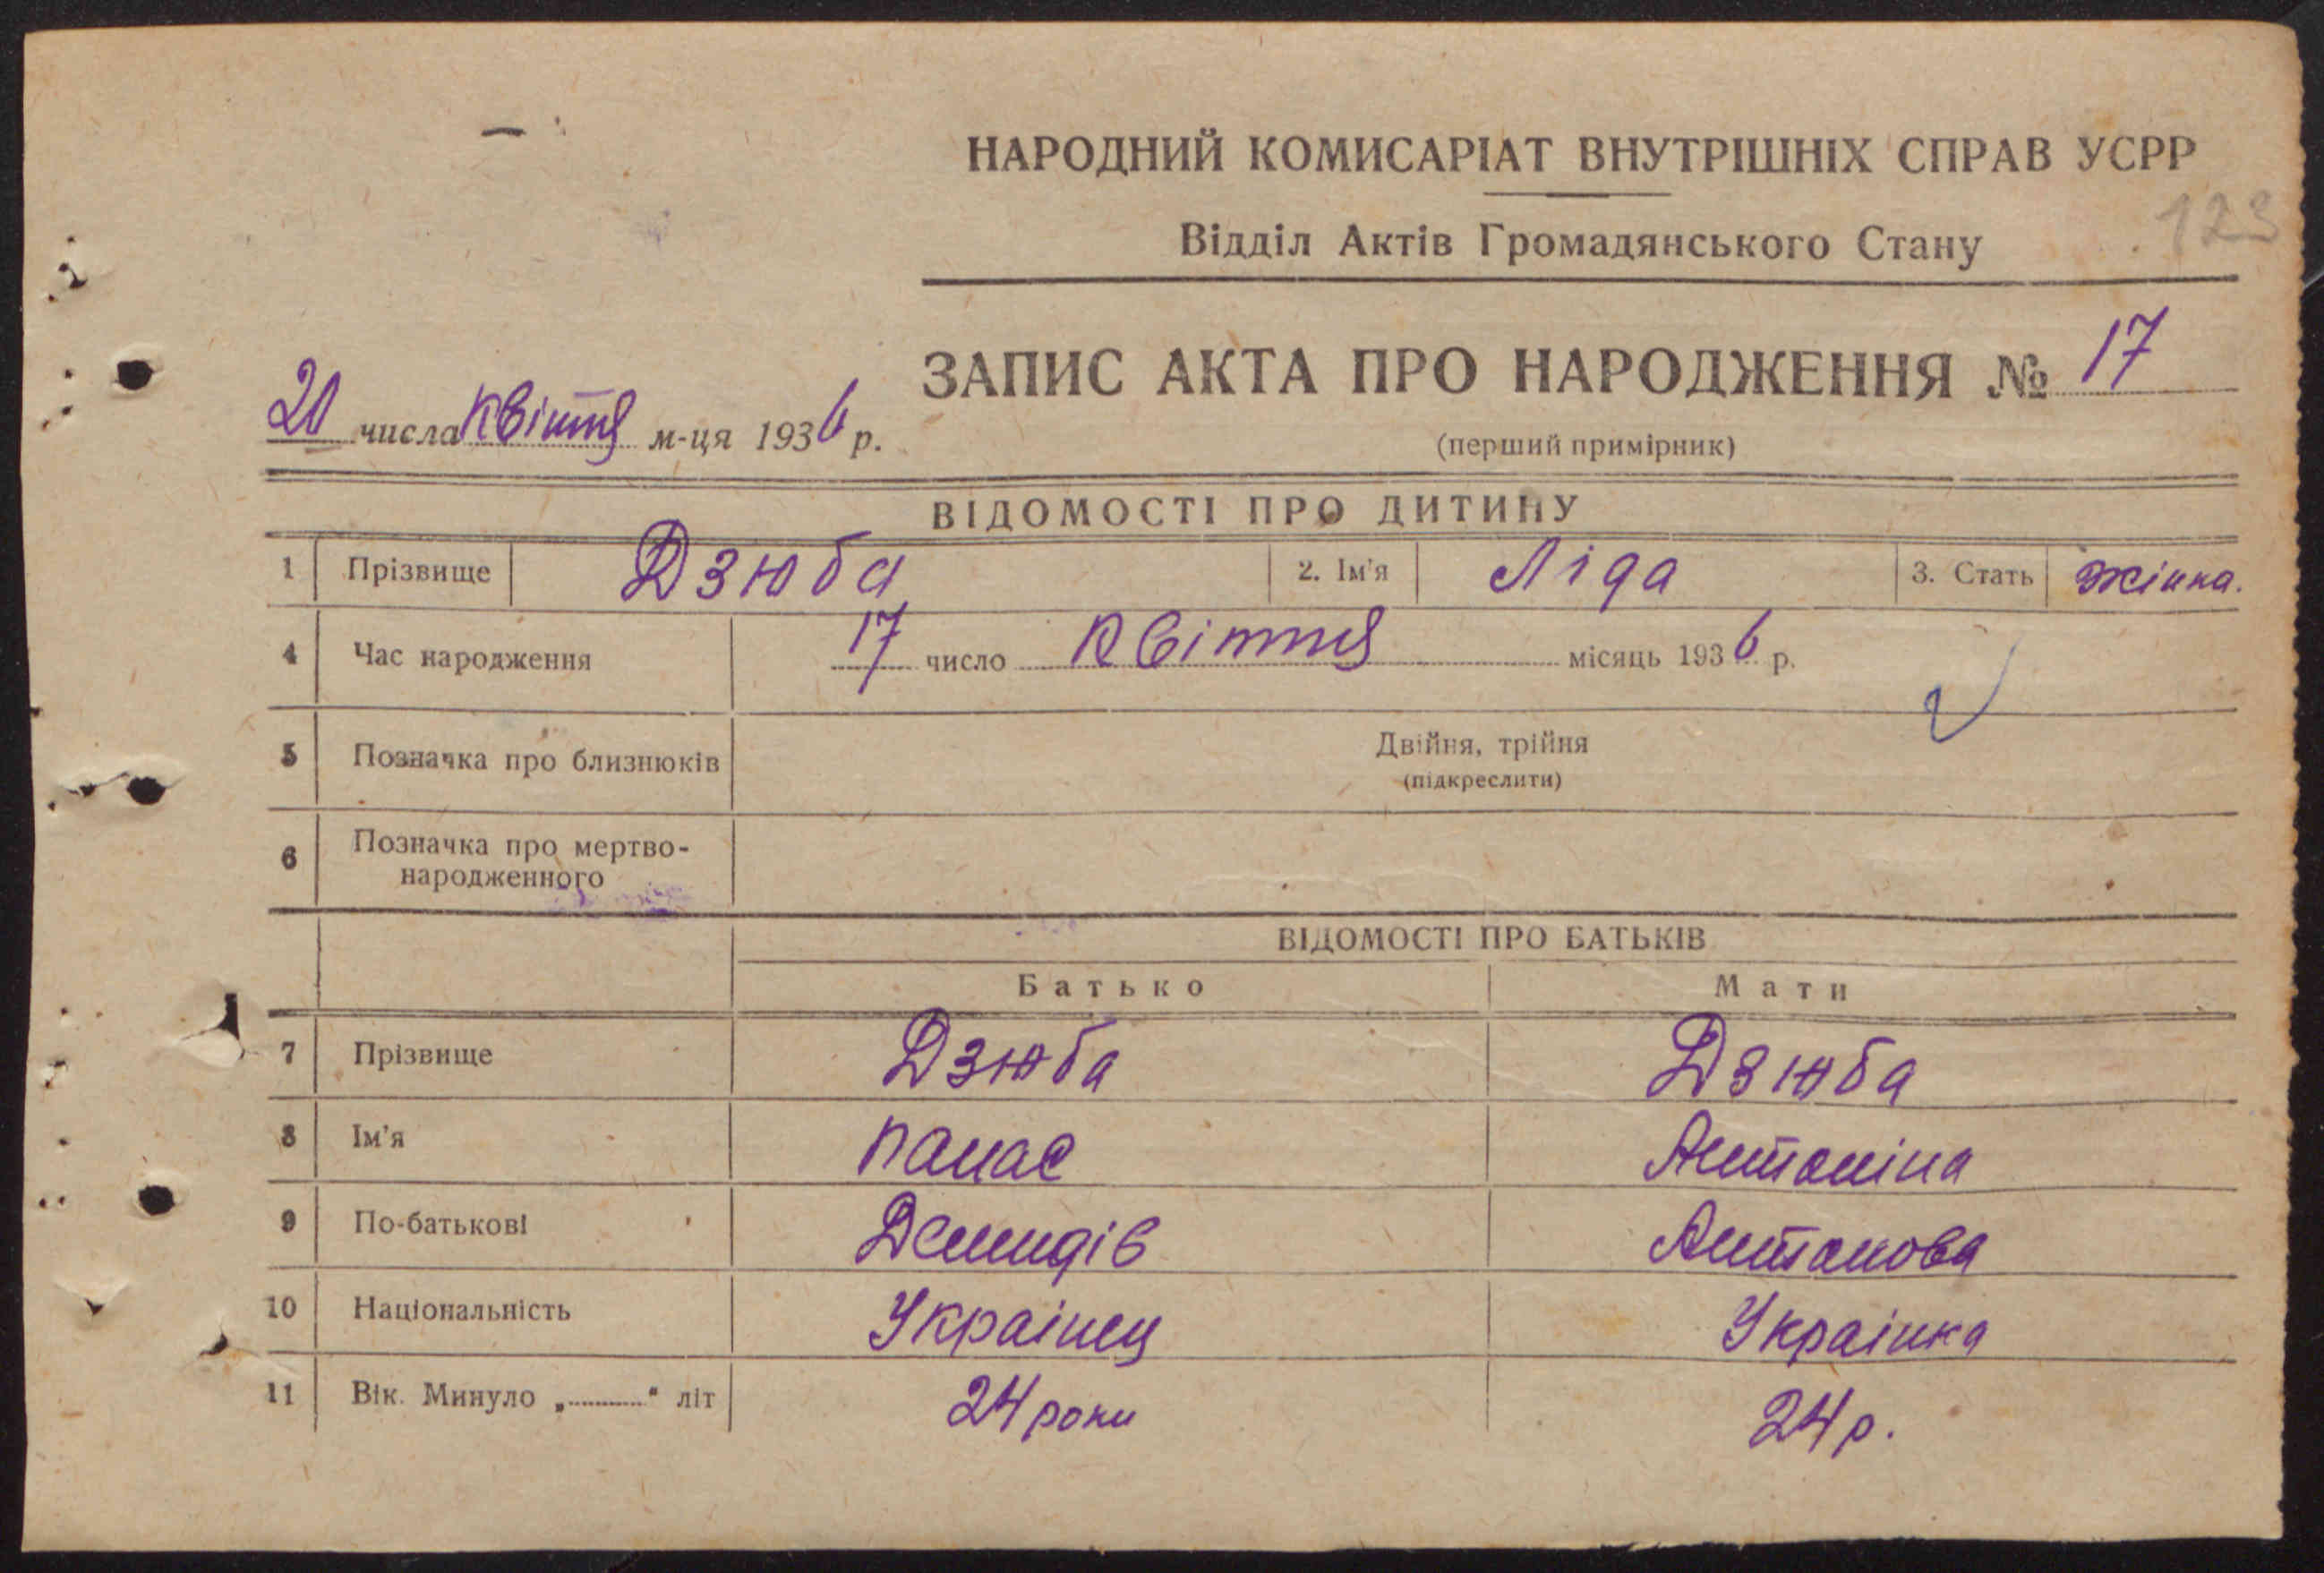 НАРОДНИЙ КОМИСАРІАТ ВНУТРІШНІХ СПРАВ УСРР
Відділ Актів Громадянського Стану
123
ЗАПИС АКТА ПРО НАРОДЖЕННЯ № 17
20 числа Квітня м-ця 1936 р.
(перший примірник)
ВІДОМОСТІ ПРО ДИТИНУ
1 Прізвище Дзюба 2. Ім'я Ліда 3. Стать жінка.
4 Час народження 17 число Квітня місяць 1936 р.
5 Позначка про близнюків Двійня, трійня
(підкреслити)
6 Позначка про мертво-
народженного
ВІДОМОСТІ ПРО БАТЬКІВ
Батько Мати
7 Прізвище Дзюба Дзюба
8 Ім'я Панас Антоніна
9 По-батькові Демидів Антонова
10 Національність Украінец Украінка
11 Вік. Минуло „..........“ літ 24 роки 24 р.